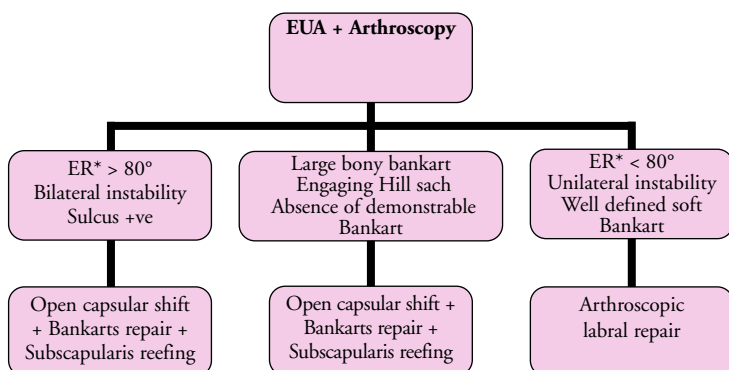 EUA + Arthroscopy
ER* > 80°
Bilateral instability
Sulcus +ve
Large bony bankart
Engaging Hill sach
Absence of demonstrable
Bankart
ER* < 80°
Unilateral instability
Well defined soft
Bankart
Open capsular shift
+ Bankarts repair +
Subscapularis reefing
Open capsular shift +
Bankarts repair +
Subscapularis reefing
Arthroscopic
labral repair